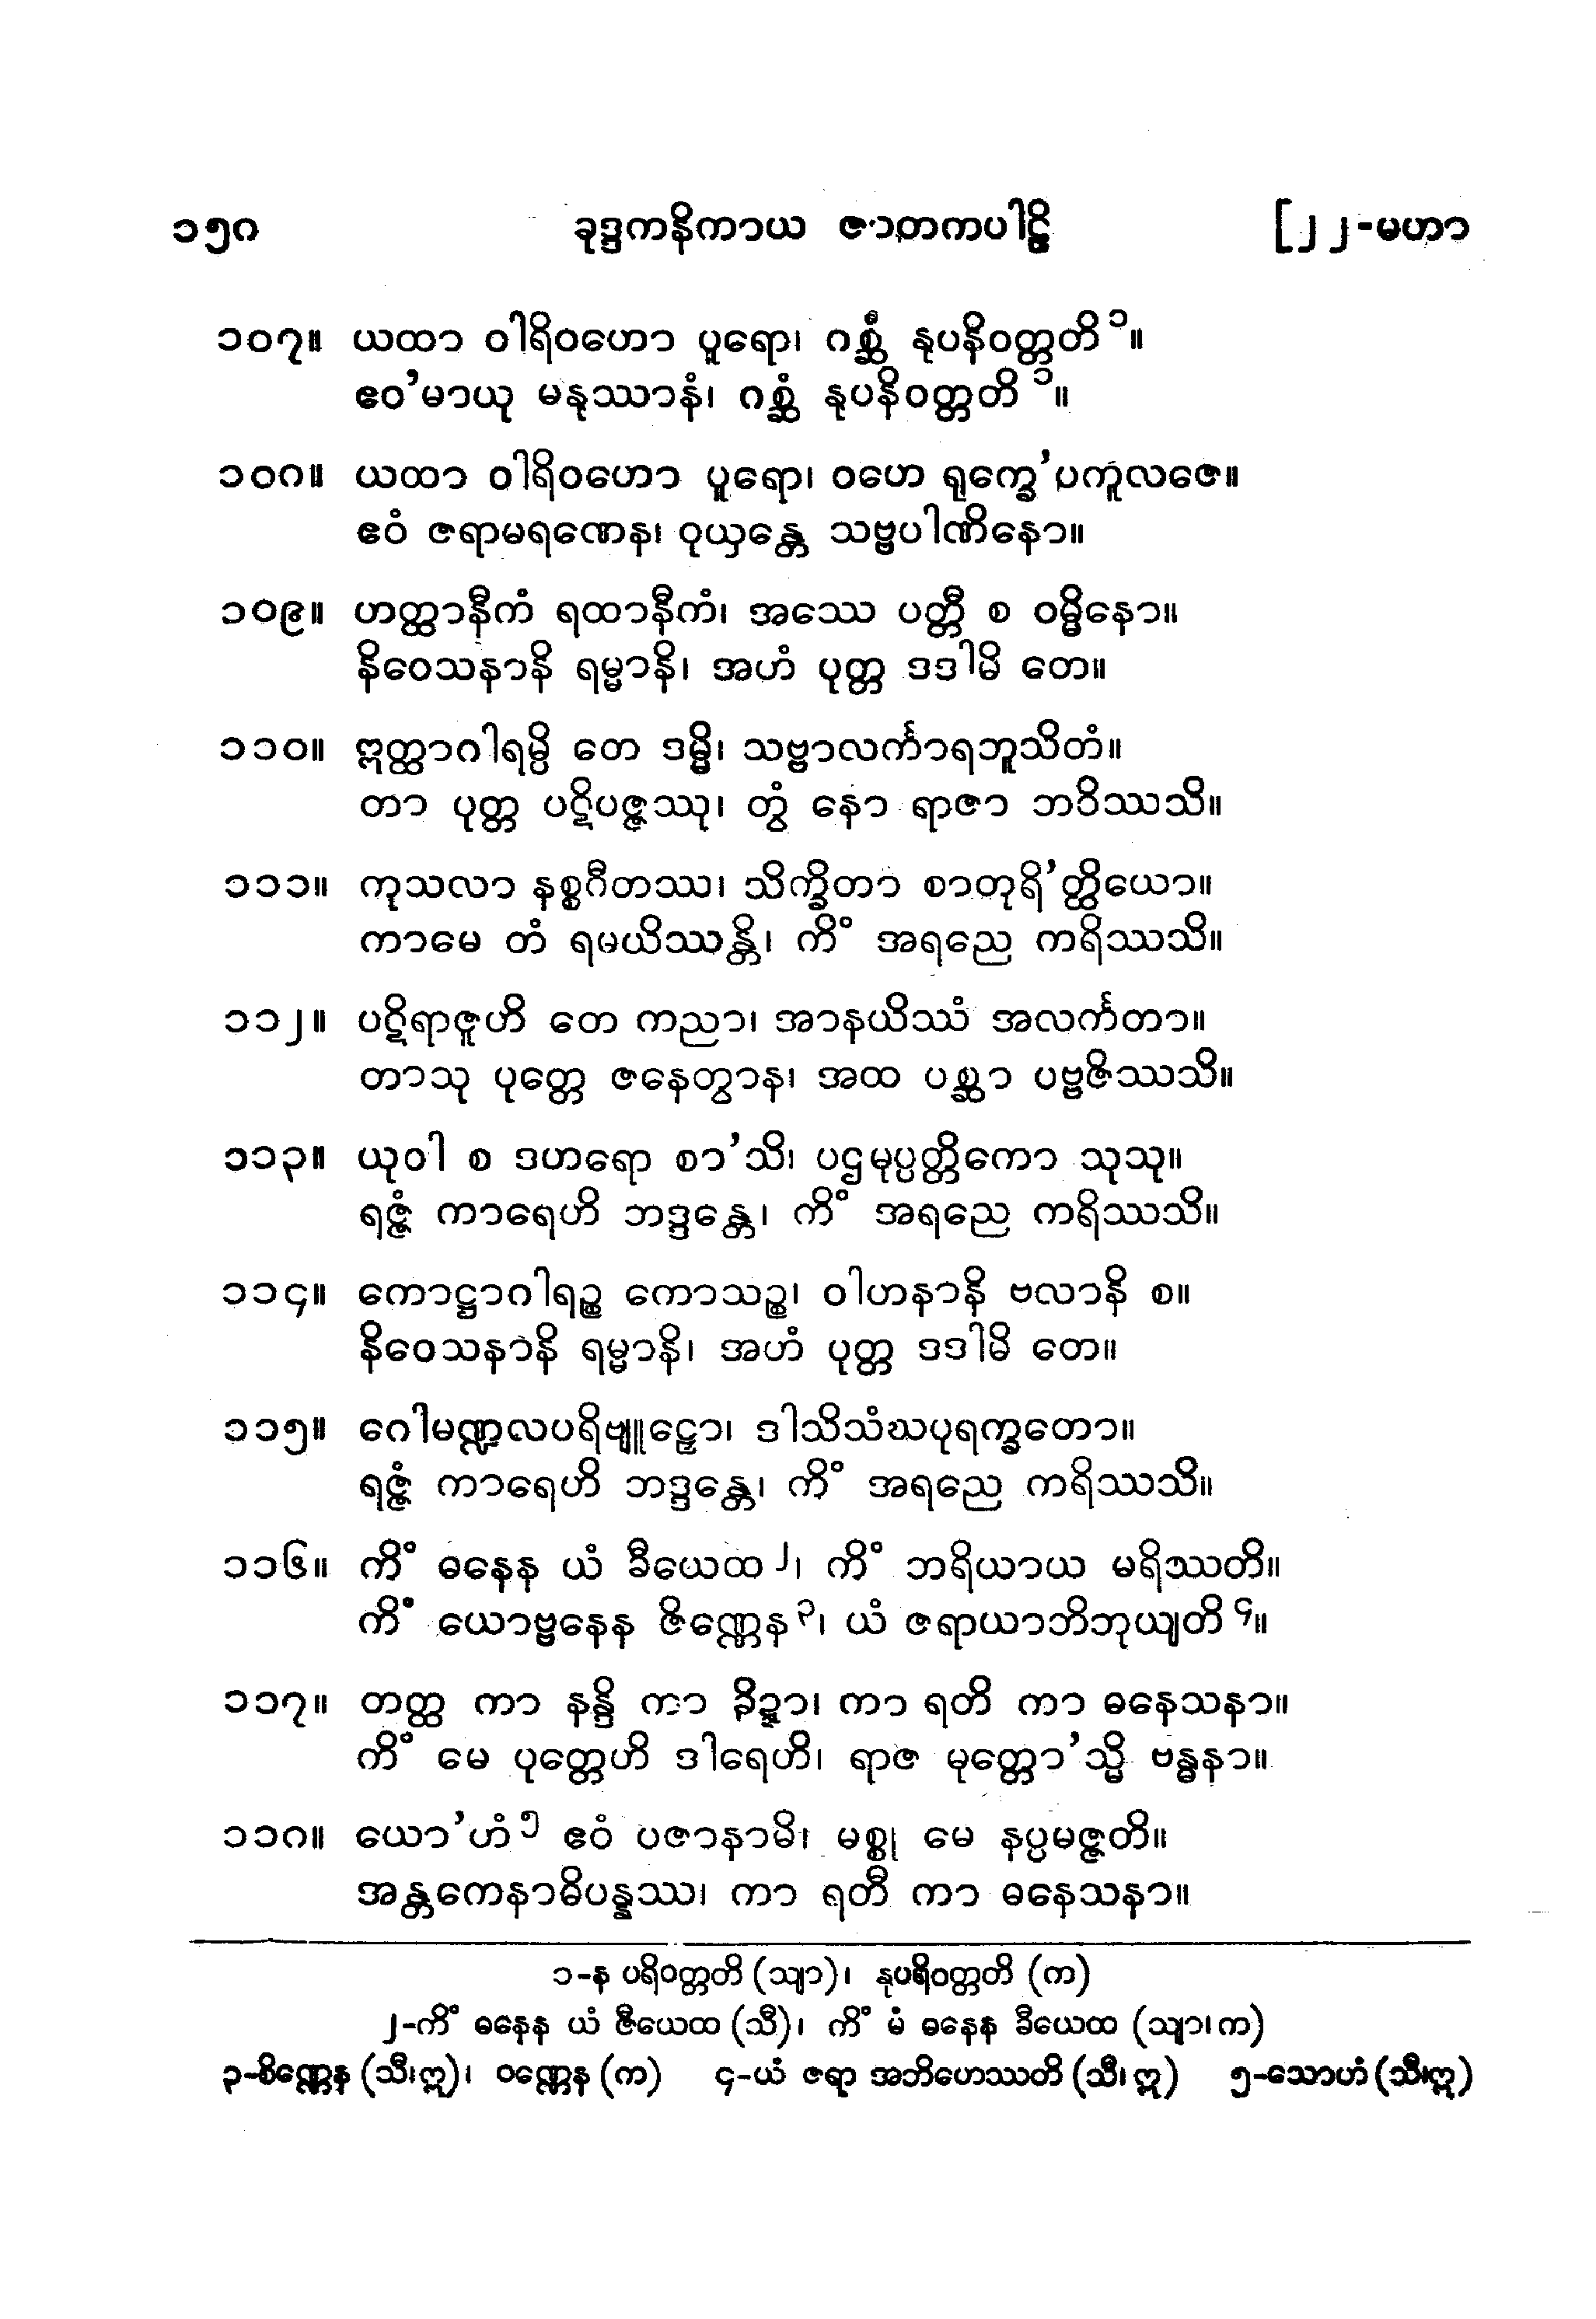 ၁၅ဂ ခုဒ္ဒကနိကာယ ဇာတကပါဠိ [၂၂-မဟာ
၁၀၇။ ယထာ ဝါရိဝဟော ပူရော၊ ဂစ္ဆံ နုပနိဝတ္တတိ ၁။
ဧဝ’မာယု မနုဿာနံ၊ ဂစ္ဆံ နုပနိဝတ္တတိ ၁။
၁၀ဂ။ ယထာ ဝါရိဝဟော ပူရော၊ ဝဟေ ရုက္ခေ’ပကူလဇေ။
ဧဝံ ဇရာမရဏေန၊ ဝုယှန္တေ သဗ္ဗပါဏိနော။
၁၀၉။ ဟတ္ထာနီကံ ရထာနီကံ၊ အဿေ ပတ္တီ စ ဝမ္မိနော။
နိဝေသနာနိ ရမ္မာနိ၊ အဟံ ပုတ္တ ဒဒါမိ တေ။
၁၁၀။ ဣတ္ထာဂါရမ္ပိ တေ ဒမ္မိ၊ သဗ္ဗာလင်္ကာရဘူသိတံ။
တာ ပုတ္တ ပဋိပဇ္ဇဿု၊ တွံ နော ရာဇာ ဘဝိဿသိ။
၁၁၁။ ကုသလာ နစ္စဂီတဿ၊ သိက္ခိတာ စာတုရိ’တ္ထိယော။
ကာမေ တံ ရမယိဿန္တိ၊ ကိံ အရညေ ကရိဿသိ။
၁၁၂။ ပဋိရာဇူဟိ တေ ကညာ၊ အာနယိဿံ အလင်္ကတာ။
တာသု ပုတ္တေ ဇနေတွာန၊ အထ ပစ္ဆာ ပဗ္ဗဇိဿသိ။
၁၁၃။ ယုဝါ စ ဒဟရော စာ’သိ၊ ပဌမုပ္ပတ္တိကော သုသု။
ရဇ္ဇံ ကာရေဟိ ဘဒ္ဒန္တေ၊ ကိံ အရညေ ကရိဿသိ။
၁၁၄။ ကောဋ္ဌာဂါရဉ္စ ကောသဉ္စ၊ ဝါဟနာနိ ဗလာနိ စ။
နိဝေသနာနိ ရမ္မာနိ၊ အဟံ ပုတ္တ ဒဒါမိ တေ။
၁၁၅။ ဂေါမဏ္ဍလပရိဗျူဠှော၊ ဒါသိသံဃပုရက္ခတော။
ရဇ္ဇံ ကာရေဟိ ဘဒ္ဒန္တေ၊ ကိံ အရညေ ကရိဿသိ။
၁၁၆။ ကိံ ဓနေန ယံ ခီယေထ ၂၊ ကိံ ဘရိယာယ မရိဿတိ။
ကိံ ယောဗ္ဗနေန ဇိဏ္ဏေန ၃၊ ယံ ဇရာယာဘိဘုယျတိ ၄။
၁၁၇။ တတ္ထ ကာ နန္ဒိ ကာ ခိဍ္ဍာ၊ ကာ ရတိ ကာ ဓနေသနာ။
ကိံ မေ ပုတ္တေဟိ ဒါရေဟိ၊ ရာဇ မုတ္တော’သ္မိ ဗန္ဓနာ။
၁၁ဂ။ ယော’ဟံ ၅ ဧဝံ ပဇာနာမိ၊ မစ္စု မေ နပ္ပမဇ္ဇတိ။
အန္တကေနာဓိပန္နဿ၊ ကာ ရတီ ကာ ဓနေသနာ။
၁-န ပရိဝတ္တတိ (သျာ)၊ နုပရိဝတ္တတိ (က)
၂-ကိံ ဓနေန ယံ ဇီယေထ (သီ)၊ ကိံ မံ ဓနေန ခီယေထ (သျာ၊က)
၃-စိဏ္ဏေန (သီ၊ဣ)၊ ဝဏ္ဏေန (က) ၄-ယံ ဇရာ အဘိဟေဿတိ (သီ၊ ဣ) ၅-သောဟံ (သီ၊ဣ)